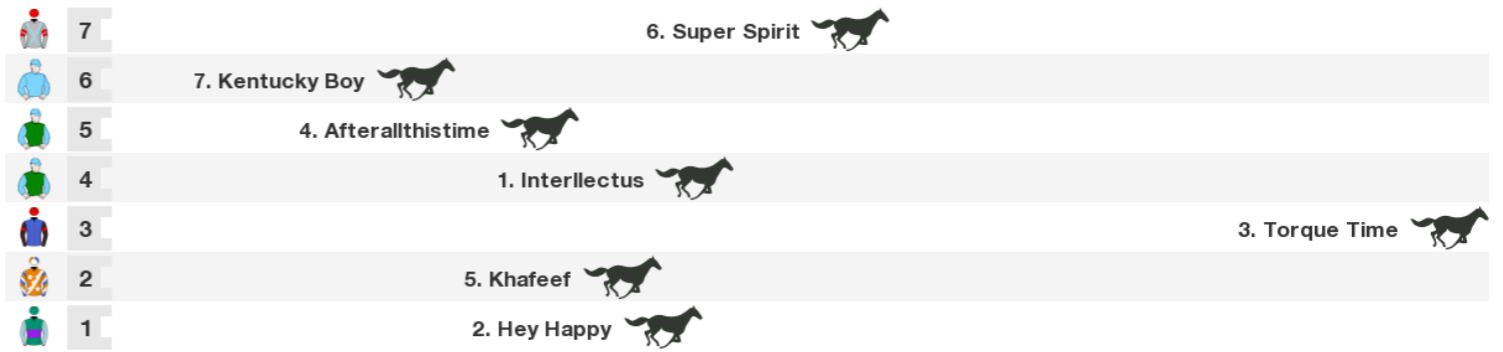 7 6. Super Spirit
6 7. Kentucky Boy
5 4. Afterallthistime
4 1. Interllectus
3 3. Torque Time
2 5. Khafeef
1 2. Hey Happy